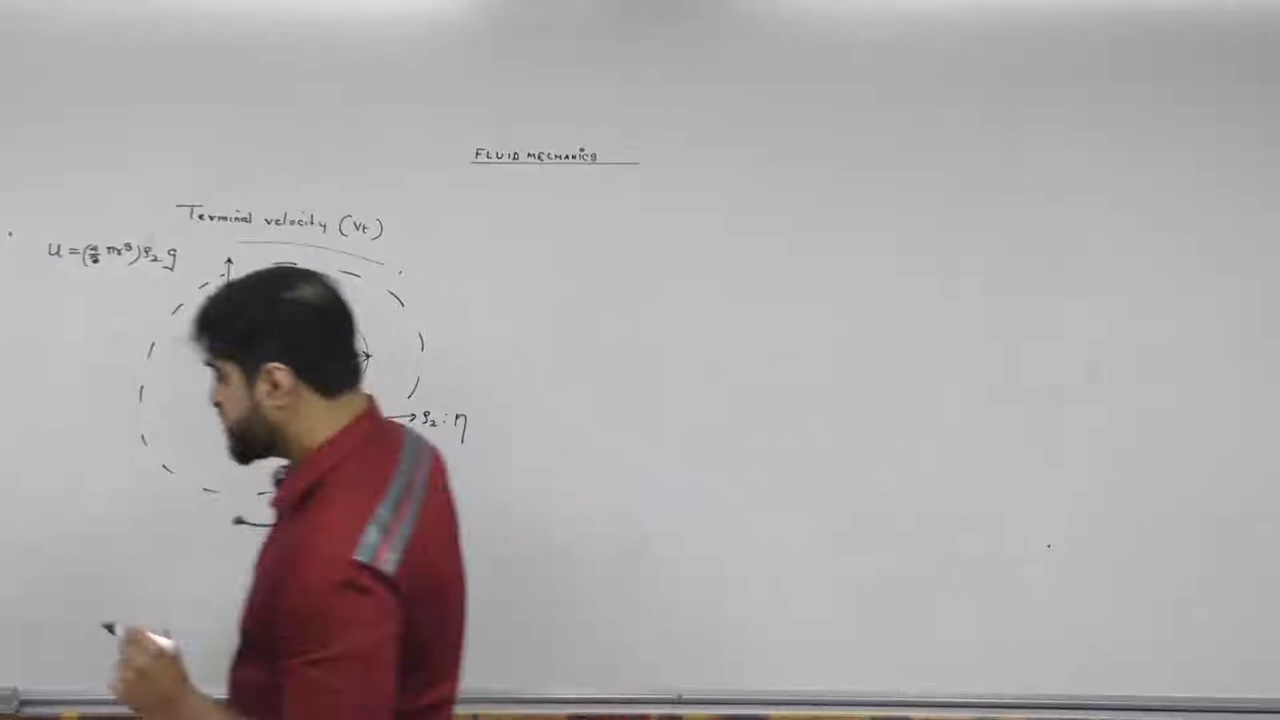 FLUID MECHANICS
Terminal velocity (Vt)
U = (4/3 πr³) ρ₂ g
ρ₂ : η